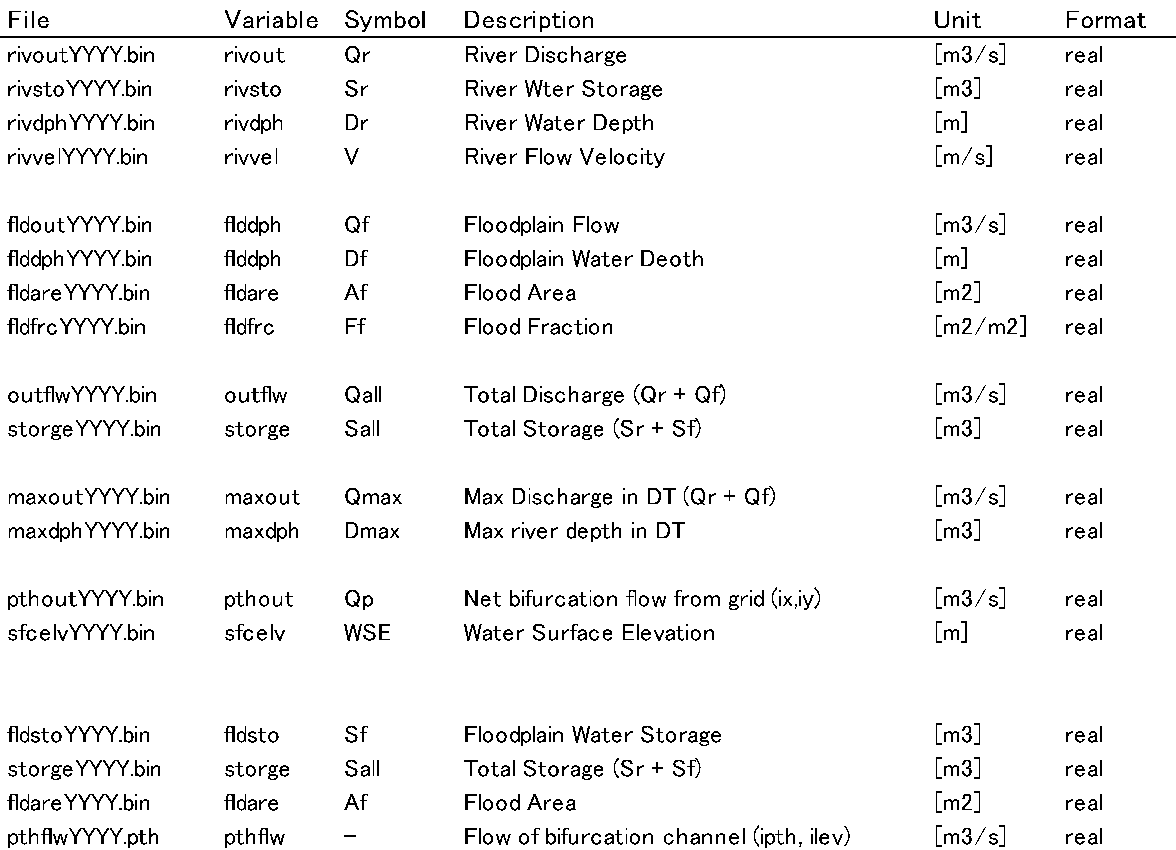 File Variable Symbol Description Unit Format
rivoutYYYY.bin rivout Qr River Discharge [m3/s] real
rivstoYYYY.bin rivsto Sr River Wter Storage [m3] real
rivdphYYYY.bin rivdph Dr River Water Depth [m] real
rivvelYYYY.bin rivvel V River Flow Velocity [m/s] real
fldoutYYYY.bin flddph Qf Floodplain Flow [m3/s] real
flddphYYYY.bin flddph Df Floodplain Water Deoth [m] real
fldareYYYY.bin fldare Af Flood Area [m2] real
fldfrcYYYY.bin fldfrc Ff Flood Fraction [m2/m2] real
outflwYYYY.bin outflw Qall Total Discharge (Qr + Qf) [m3/s] real
storgeYYYY.bin storge Sall Total Storage (Sr + Sf) [m3] real
maxoutYYYY.bin maxout Qmax Max Discharge in DT (Qr + Qf) [m3/s] real
maxdphYYYY.bin maxdph Dmax Max river depth in DT [m3] real
pthoutYYYY.bin pthout Qp Net bifurcation flow from grid (ix,iy) [m3/s] real
sfcelvYYYY.bin sfcelv WSE Water Surface Elevation [m] real
fldstoYYYY.bin fldsto Sf Floodplain Water Storage [m3] real
storgeYYYY.bin storge Sall Total Storage (Sr + Sf) [m3] real
fldareYYYY.bin fldare Af Flood Area [m2] real
pthflwYYYY.pth pthflw - Flow of bifurcation channel (ipth, ilev) [m3/s] real